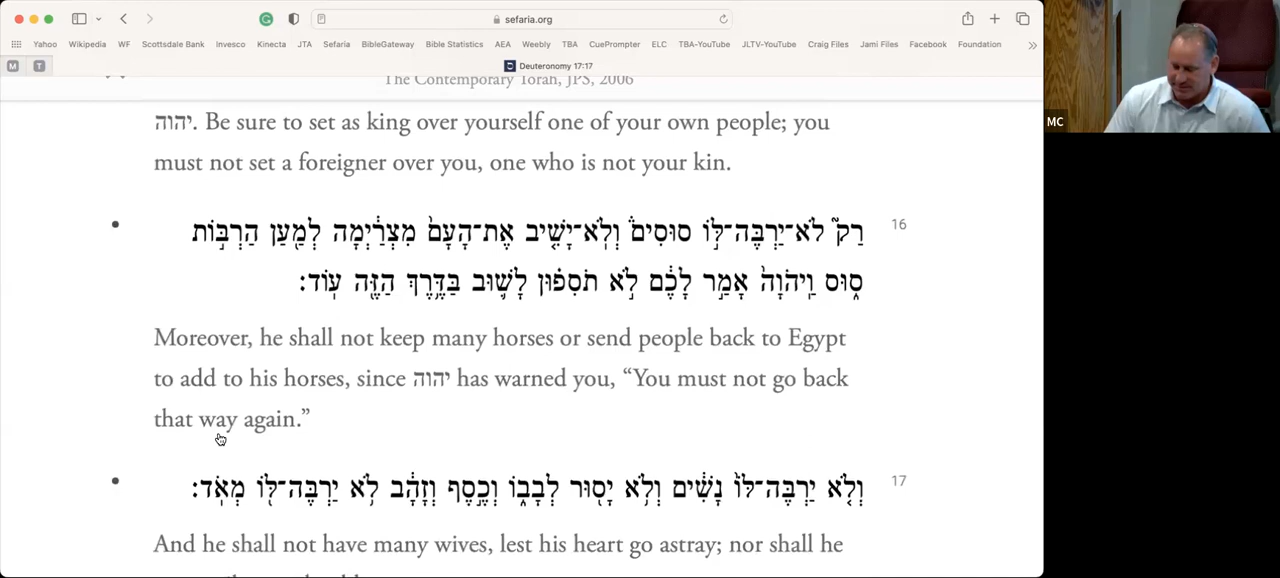 sefaria.org
Yahoo Wikipedia WF Scottsdale Bank Invesco Kinecta JTA Sefaria BibleGateway Bible Statistics AEA Weebly TBA CuePrompter ELC TBA-YouTube JLTV-YouTube Craig Files Jami Files Facebook Foundation
M T Deuteronomy 17:17
The Contemporary Torah, JPS, 2006
יהוה. Be sure to set as king over yourself one of your own people; you
must not set a foreigner over you, one who is not your kin.
16
רַק֮ לֹא־יַרְבֶּה־לּ֣וֹ סוּסִים֒ וְלֹֽא־יָשִׁ֤יב אֶת־הָעָם֙ מִצְרַ֔יְמָה לְמַ֖עַן הַרְבּ֣וֹת
ס֑וּס וַֽיהֹוָה֙ אָמַ֣ר לָכֶ֔ם לֹ֣א תֹסִפ֗וּן לָשׁ֛וּב בַּדֶּ֥רֶךְ הַזֶּ֖ה עֽוֹד׃
Moreover, he shall not keep many horses or send people back to Egypt
to add to his horses, since יהוה has warned you, “You must not go back
that way again.”
17
וְלֹ֤א יַרְבֶּה־לּוֹ֙ נָשִׁ֔ים וְלֹ֥א יָס֖וּר לְבָב֑וֹ וְכֶ֣סֶף וְזָהָ֔ב לֹ֥א יַרְבֶּה־לּ֖וֹ מְאֹֽד׃
And he shall not have many wives, lest his heart go astray; nor shall he
MC